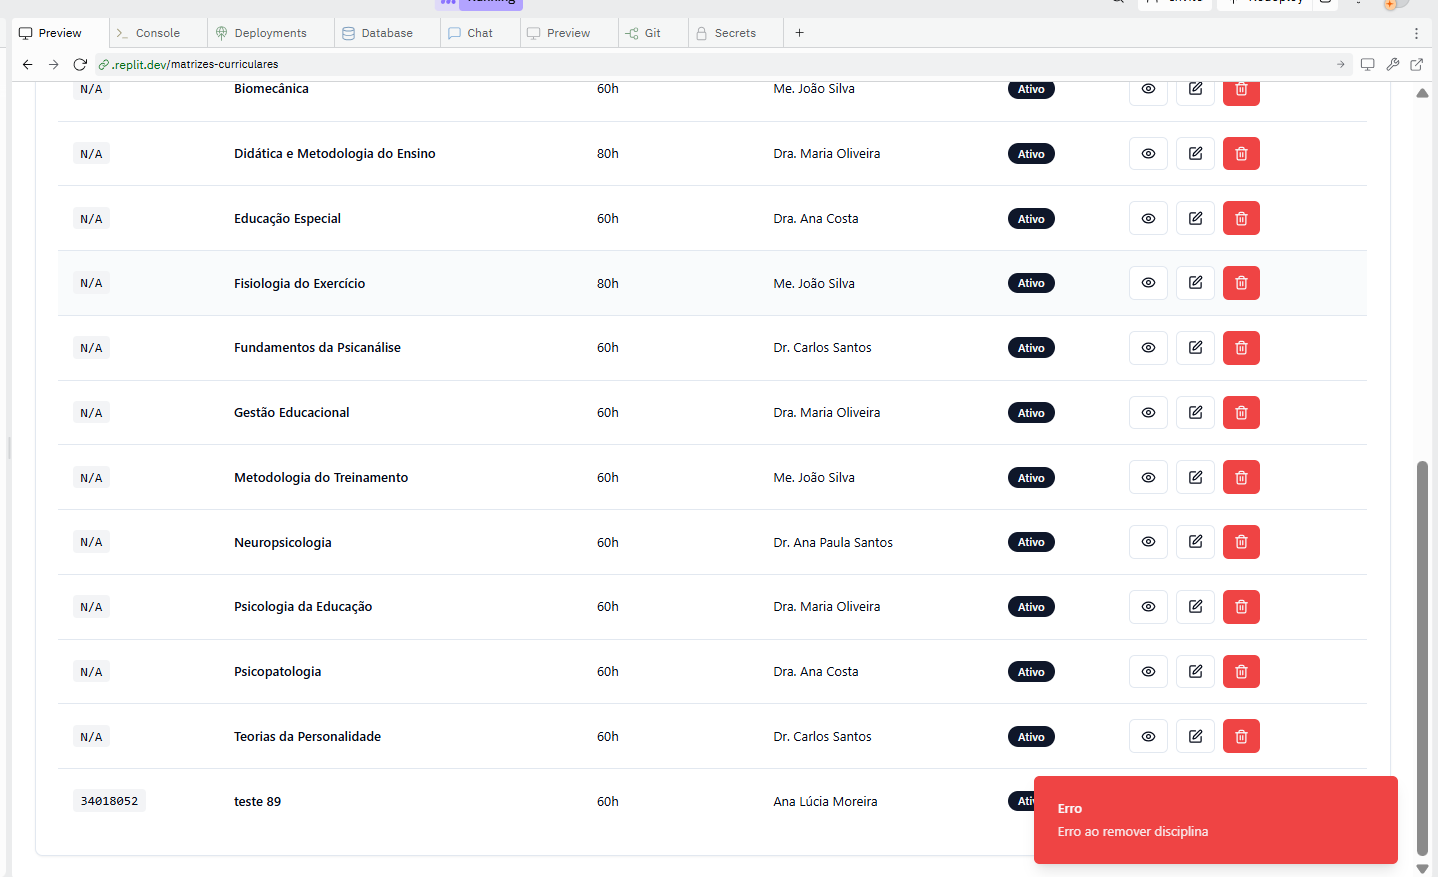 Running
Invite
Redeploy
Preview
Console
Deployments
Database
Chat
Preview
Git
Secrets
.replit.dev/matrizes-curriculares
N/A Biomecânica 60h Me. João Silva Ativo
N/A Didática e Metodologia do Ensino 80h Dra. Maria Oliveira Ativo
N/A Educação Especial 60h Dra. Ana Costa Ativo
N/A Fisiologia do Exercício 80h Me. João Silva Ativo
N/A Fundamentos da Psicanálise 60h Dr. Carlos Santos Ativo
N/A Gestão Educacional 60h Dra. Maria Oliveira Ativo
N/A Metodologia do Treinamento 60h Me. João Silva Ativo
N/A Neuropsicologia 60h Dr. Ana Paula Santos Ativo
N/A Psicologia da Educação 60h Dra. Maria Oliveira Ativo
N/A Psicopatologia 60h Dra. Ana Costa Ativo
N/A Teorias da Personalidade 60h Dr. Carlos Santos Ativo
34018052 teste 89 60h Ana Lúcia Moreira
Erro
Erro ao remover disciplina